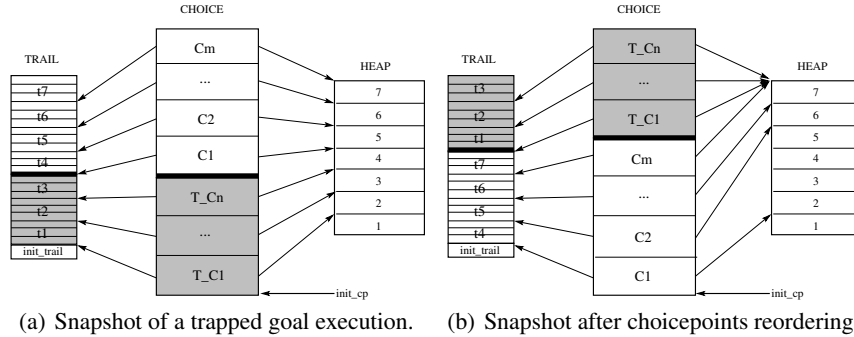 CHOICE
TRAIL
HEAP
Cm
...
C2
C1
T_Cn
...
T_C1
t7
t6
t5
t4
t3
t2
t1
init_trail
7
6
5
4
3
2
1
init_cp
(a) Snapshot of a trapped goal execution.
CHOICE
TRAIL
HEAP
T_Cn
...
T_C1
Cm
...
C2
C1
t3
t2
t1
t7
t6
t5
t4
init_trail
7
6
5
4
3
2
1
init_cp
(b) Snapshot after choicepoints reordering